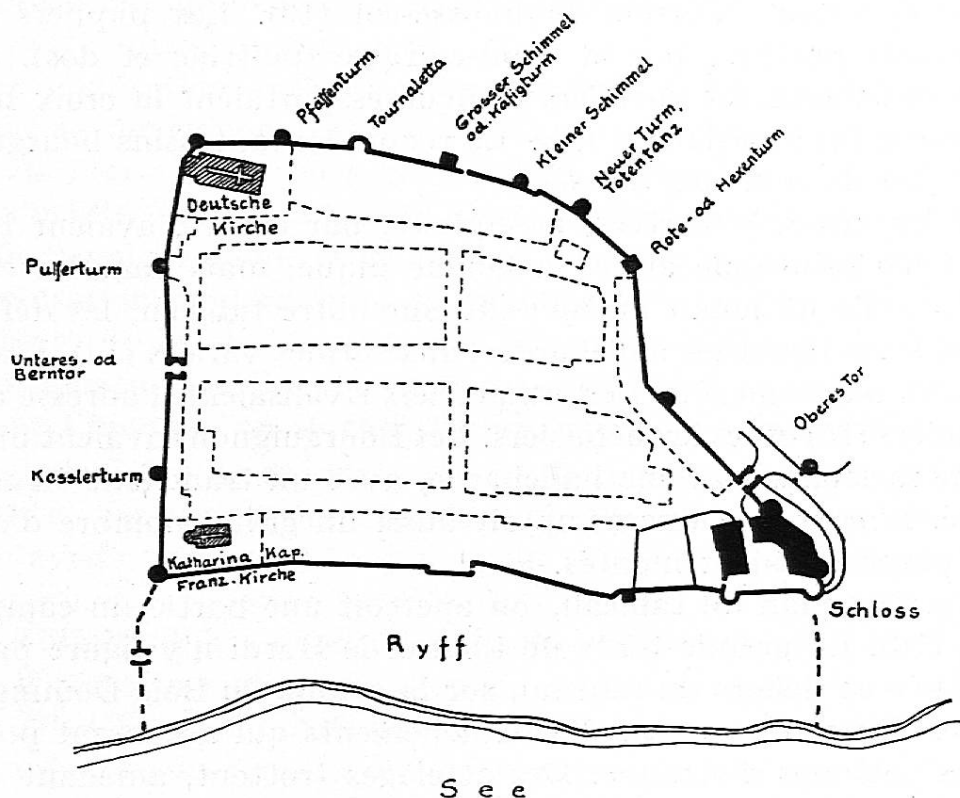 Pfaffenturm
Tournaletta
Grosser Schimmel
od. Käfigturm
Kleiner Schimmel
Neuer Turm,
Totentanz
Rote- od Hexenturm
Deutsche
Kirche
Pulferturm
Unteres- od
Berntor
Oberes Tor
Kesslerturm
Katharina Kap.
Franz-Kirche
Schloss
Ryff
See